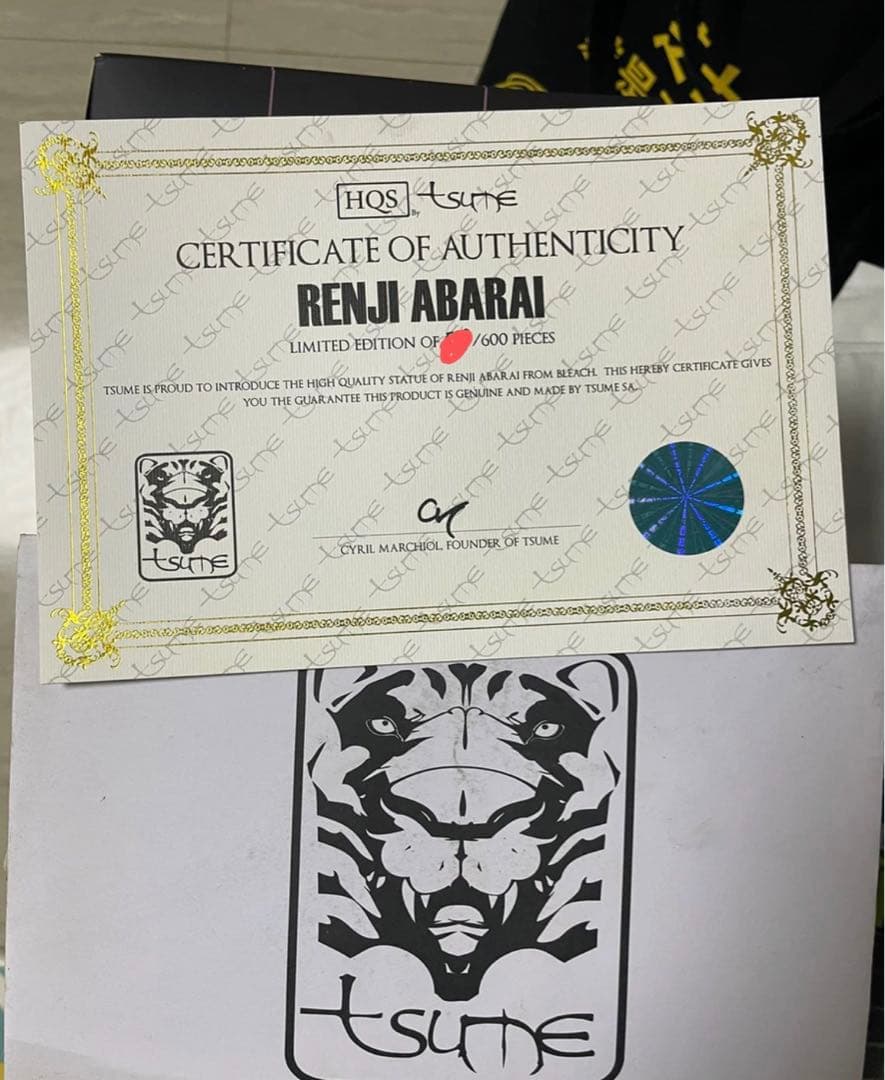 HQS By tsume
CERTIFICATE OF AUTHENTICITY
RENJI ABARAI
LIMITED EDITION OF /600 PIECES
TSUME IS PROUD TO INTRODUCE THE HIGH QUALITY STATUE OF RENJI ABARAI FROM BLEACH. THIS HEREBY CERTIFICATE GIVES
YOU THE GUARANTEE THIS PRODUCT IS GENUINE AND MADE BY TSUME SA.
tsume
CYRIL MARCHIOL, FOUNDER OF TSUME
tsume